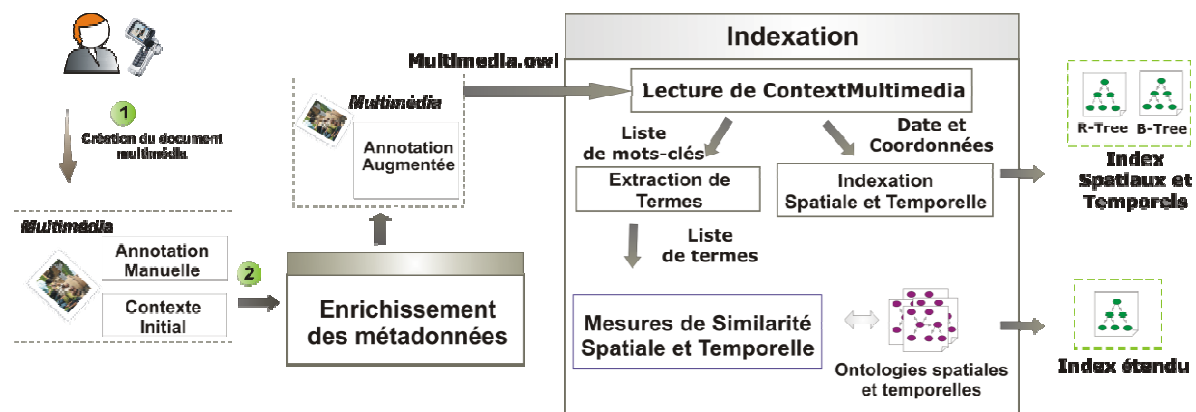 1
Création du document
multimédia
Multimédia
Annotation
Manuelle
Contexte
Initial
2
Enrichissement
des métadonnées
Multimédia
Annotation
Augmentée
Multimedia.owl
Indexation
Lecture de ContextMultimedia
Liste
de mots-clés
Date et
Coordonnées
Extraction de
Termes
Indexation
Spatiale et Temporelle
Liste
de termes
Mesures de Similarité
Spatiale et Temporelle
Ontologies spatiales
et temporelles
R-Tree
B-Tree
Index
Spatiaux et
Temporels
Index étendu